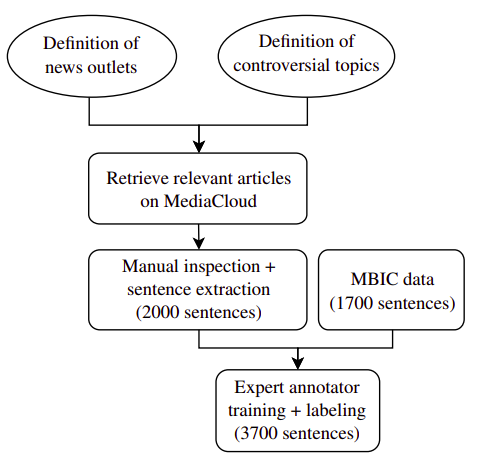 Definition of
news outlets
Definition of
controversial topics
Retrieve relevant articles
on MediaCloud
Manual inspection +
sentence extraction
(2000 sentences)
MBIC data
(1700 sentences)
Expert annotator
training + labeling
(3700 sentences)